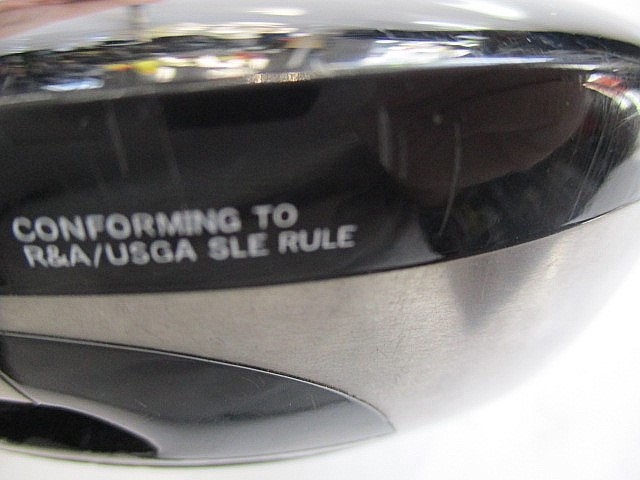 CONFORMING TO
R&A/USGA SLE RULE